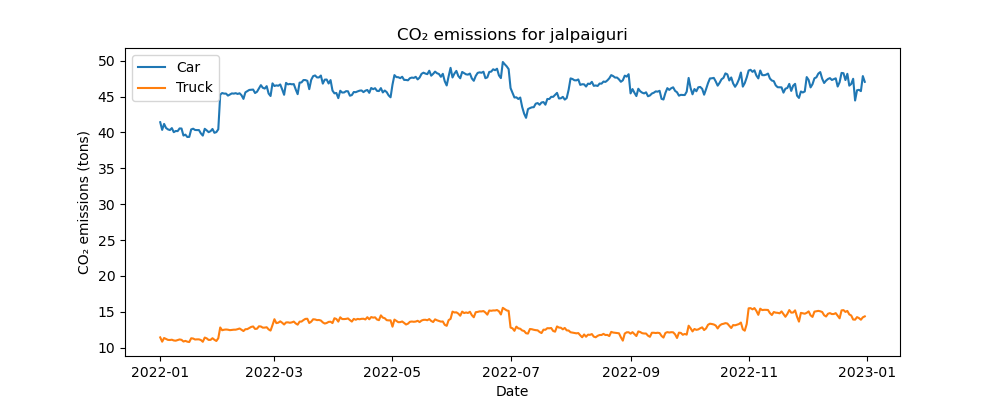 CO₂ emissions for jalpaiguri
Car
Truck
50
45
40
35
30
25
20
15
10
CO₂ emissions (tons)
2022-01 2022-03 2022-05 2022-07 2022-09 2022-11 2023-01
Date